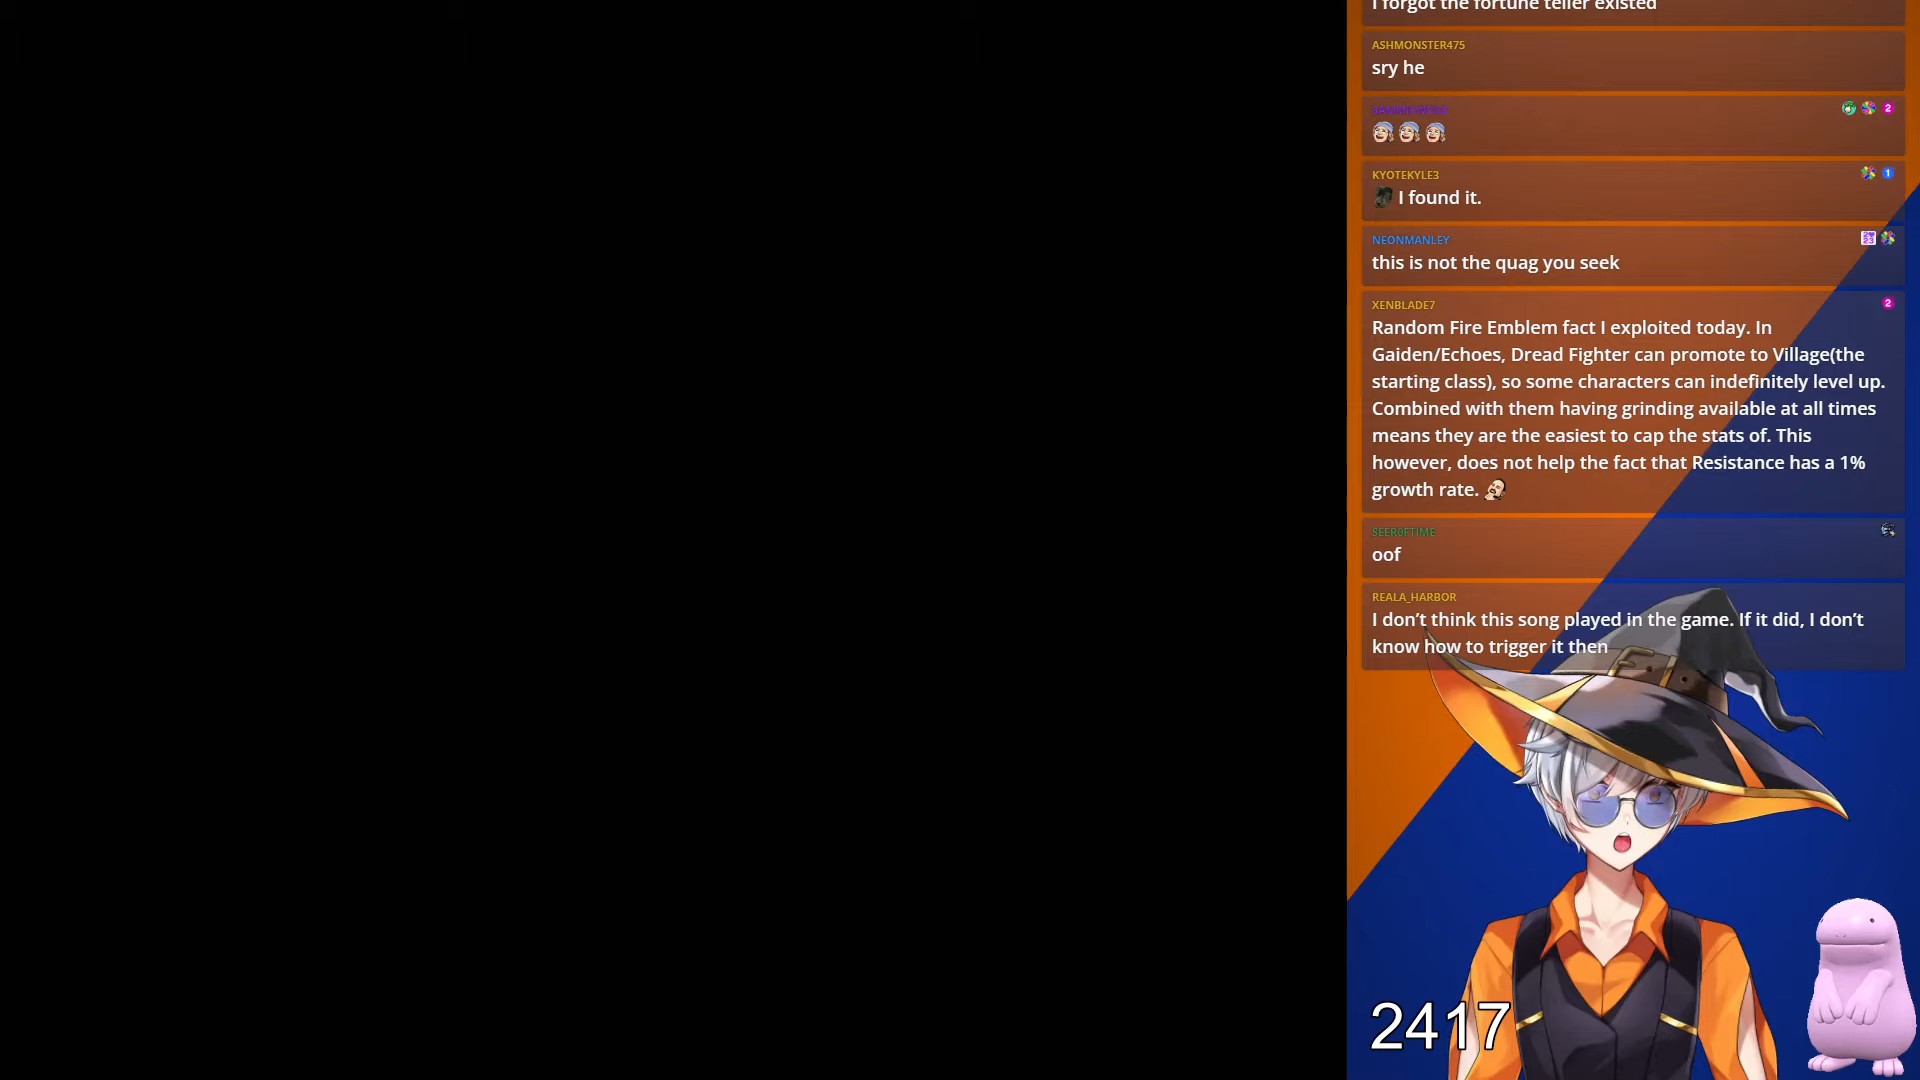 I forgot the fortune teller existed
ASHMONSTER475
sry he
2
KYOTEKYLE3
1
I found it.
NEONMANLEY
this is not the quag you seek
XENBLADE7
2
Random Fire Emblem fact I exploited today. In
Gaiden/Echoes, Dread Fighter can promote to Village(the
starting class), so some characters can indefinitely level up.
Combined with them having grinding available at all times
means they are the easiest to cap the stats of. This
however, does not help the fact that Resistance has a 1%
growth rate.
SEER0FTIME
oof
REALA_HARBOR
I don’t think this song played in the game. If it did, I don’t
know how to trigger it then
2417